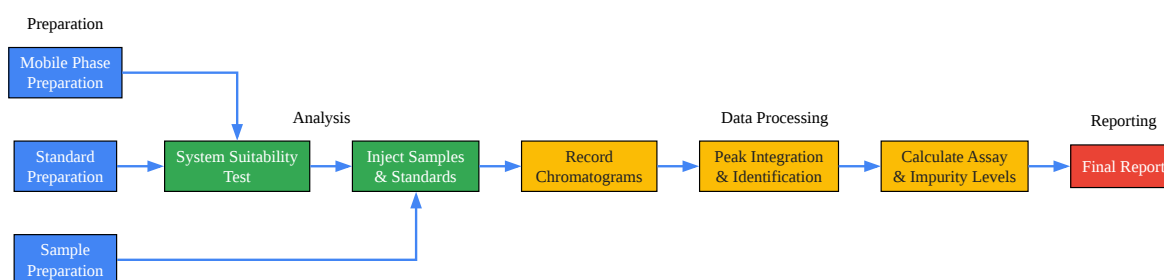 Preparation
Mobile Phase
Preparation
Analysis
Data Processing
Reporting
Standard
Preparation
System Suitability
Test
Inject Samples
& Standards
Record
Chromatograms
Peak Integration
& Identification
Calculate Assay
& Impurity Levels
Final Report
Sample
Preparation